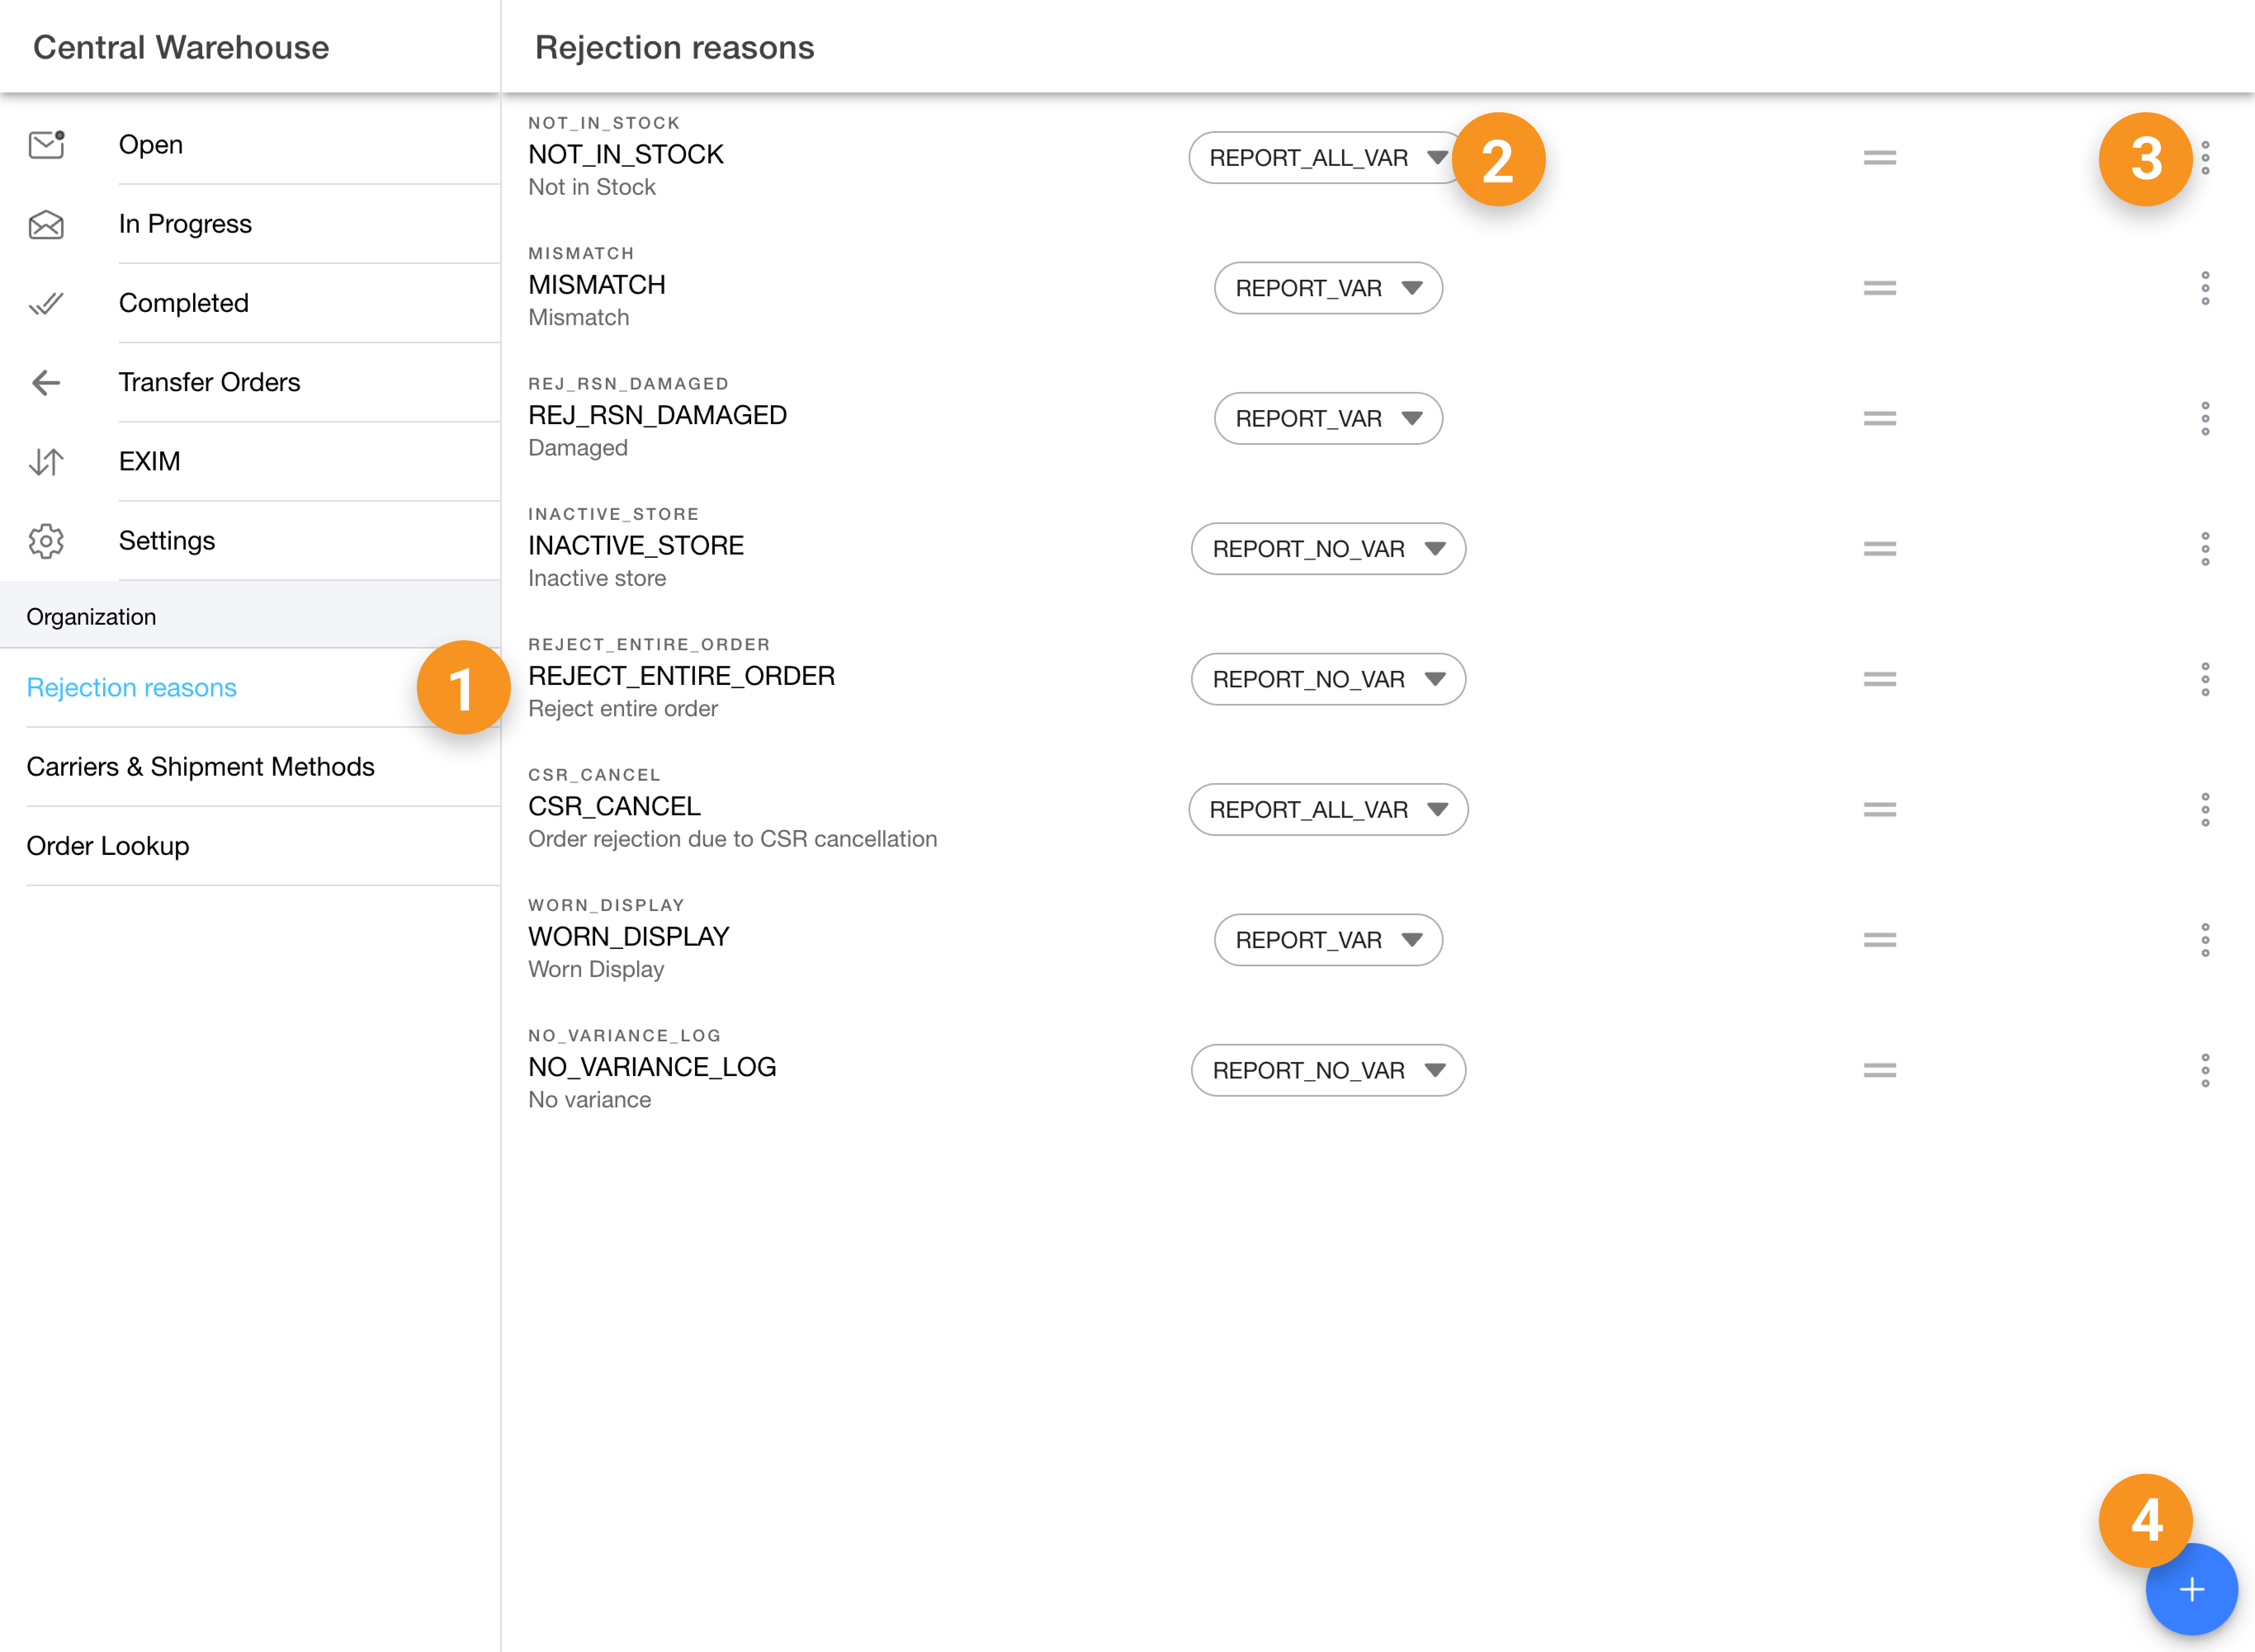 Central Warehouse
Open
In Progress
Completed
Transfer Orders
EXIM
Settings
Organization
Rejection reasons
1
Carriers & Shipment Methods
Order Lookup
Rejection reasons
NOT_IN_STOCK
NOT_IN_STOCK
Not in Stock
REPORT_ALL_VAR
2
3
MISMATCH
MISMATCH
Mismatch
REPORT_VAR
REJ_RSN_DAMAGED
REJ_RSN_DAMAGED
Damaged
REPORT_VAR
INACTIVE_STORE
INACTIVE_STORE
Inactive store
REPORT_NO_VAR
REJECT_ENTIRE_ORDER
REJECT_ENTIRE_ORDER
Reject entire order
REPORT_NO_VAR
CSR_CANCEL
CSR_CANCEL
Order rejection due to CSR cancellation
REPORT_ALL_VAR
WORN_DISPLAY
WORN_DISPLAY
Worn Display
REPORT_VAR
NO_VARIANCE_LOG
NO_VARIANCE_LOG
No variance
REPORT_NO_VAR
4